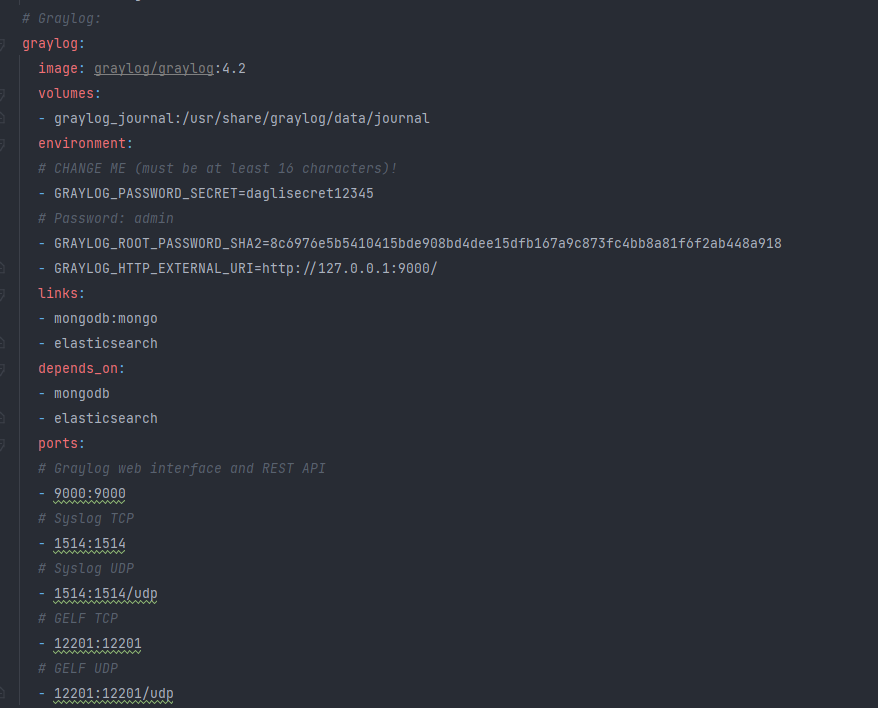 # Graylog:
graylog:
image: graylog/graylog:4.2
volumes:
- graylog_journal:/usr/share/graylog/data/journal
environment:
# CHANGE ME (must be at least 16 characters)!
- GRAYLOG_PASSWORD_SECRET=daglisecret12345
# Password: admin
- GRAYLOG_ROOT_PASSWORD_SHA2=8c6976e5b5410415bde908bd4dee15dfb167a9c873fc4bb8a81f6f2ab448a918
- GRAYLOG_HTTP_EXTERNAL_URI=http://127.0.0.1:9000/
links:
- mongodb:mongo
- elasticsearch
depends_on:
- mongodb
- elasticsearch
ports:
# Graylog web interface and REST API
- 9000:9000
# Syslog TCP
- 1514:1514
# Syslog UDP
- 1514:1514/udp
# GELF TCP
- 12201:12201
# GELF UDP
- 12201:12201/udp